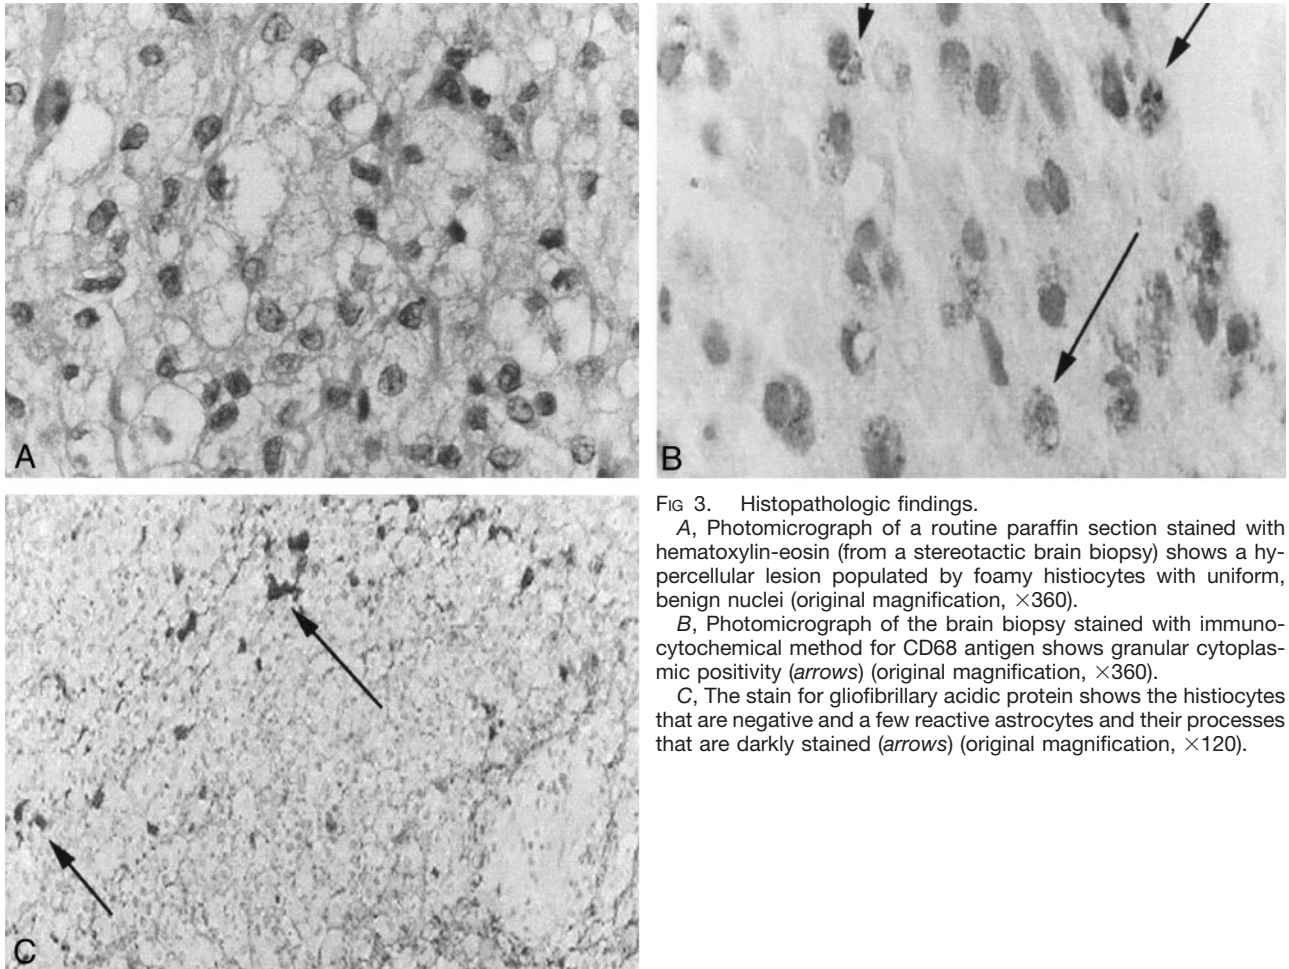 A
B
C
FIG 3. Histopathologic findings.
A, Photomicrograph of a routine paraffin section stained with
hematoxylin-eosin (from a stereotactic brain biopsy) shows a hy-
percellular lesion populated by foamy histiocytes with uniform,
benign nuclei (original magnification, ×360).
B, Photomicrograph of the brain biopsy stained with immuno-
cytochemical method for CD68 antigen shows granular cytoplas-
mic positivity (arrows) (original magnification, ×360).
C, The stain for gliofibrillary acidic protein shows the histiocytes
that are negative and a few reactive astrocytes and their processes
that are darkly stained (arrows) (original magnification, ×120).